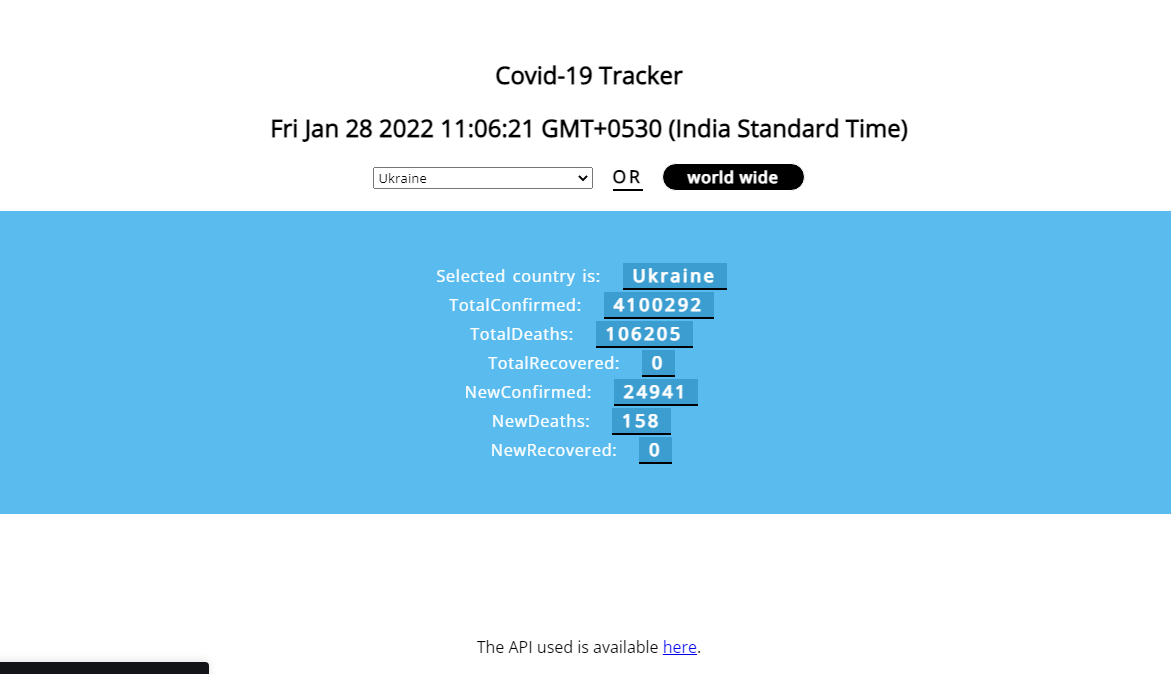 Covid-19 Tracker
Fri Jan 28 2022 11:06:21 GMT+0530 (India Standard Time)
Ukraine OR world wide
Selected country is: Ukraine
TotalConfirmed: 4100292
TotalDeaths: 106205
TotalRecovered: 0
NewConfirmed: 24941
NewDeaths: 158
NewRecovered: 0
The API used is available here.